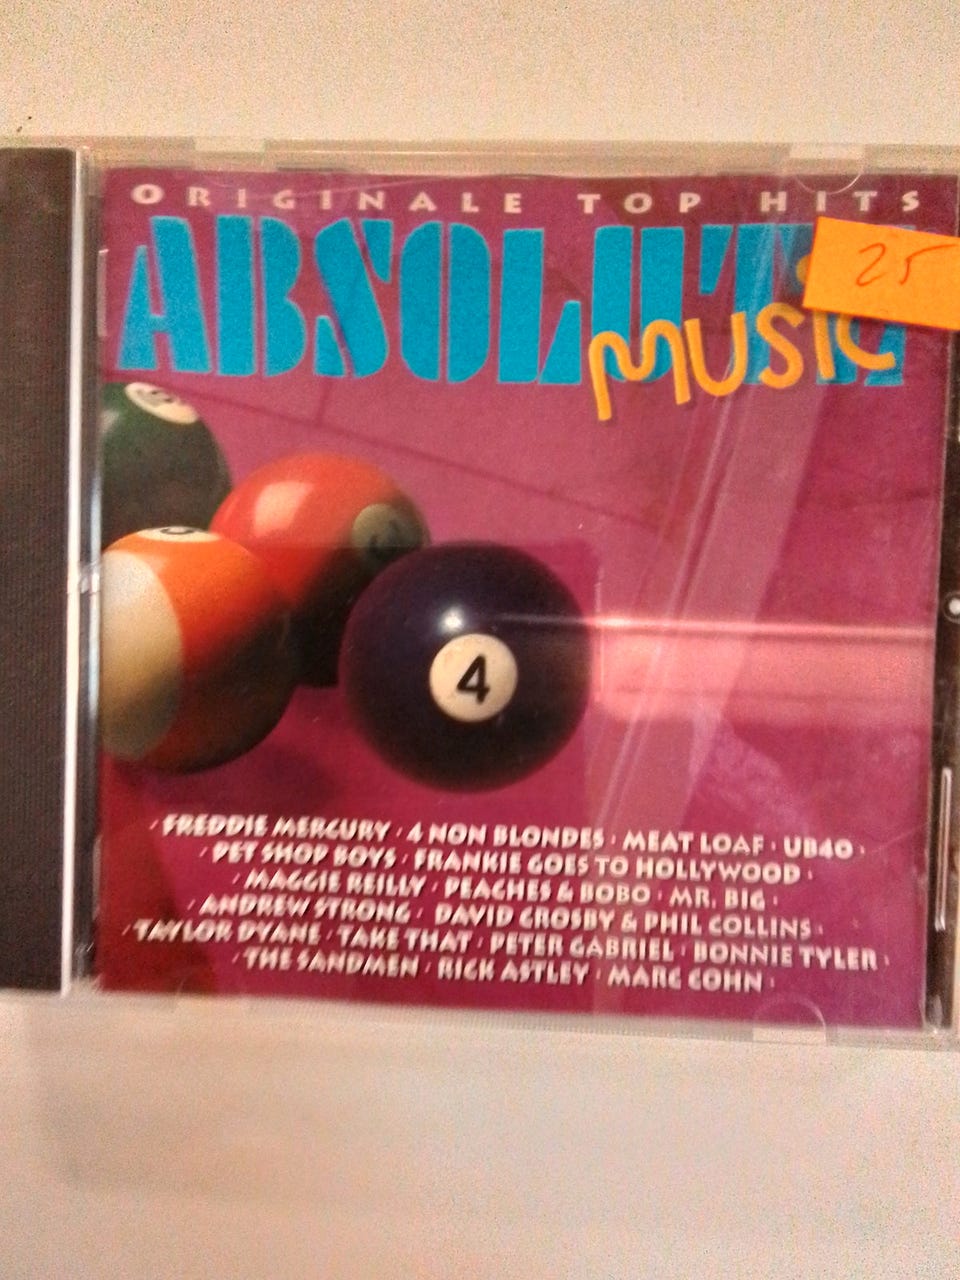 ORIGINALE TOP HITS
ABSOLUTE
MUSIC
25
4
/ FREDDIE MERCURY / 4 NON BLONDES / MEAT LOAF / UB40 /
/ PET SHOP BOYS / FRANKIE GOES TO HOLLYWOOD /
/ MAGGIE REILLY / PEACHES & BOBO / MR. BIG /
/ ANDREW STRONG / DAVID CROSBY & PHIL COLLINS /
/ TAYLOR DYANE / TAKE THAT / PETER GABRIEL / BONNIE TYLER /
/ THE SANDMEN / RICK ASTLEY / MARC COHN /